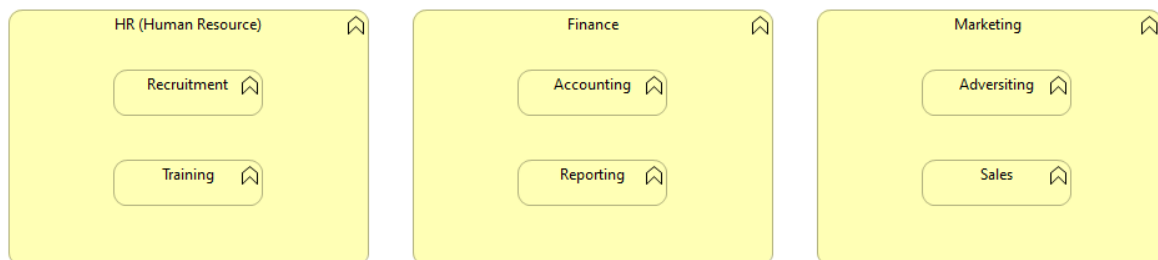 HR (Human Resource)
Recruitment
Training
Finance
Accounting
Reporting
Marketing
Adversiting
Sales